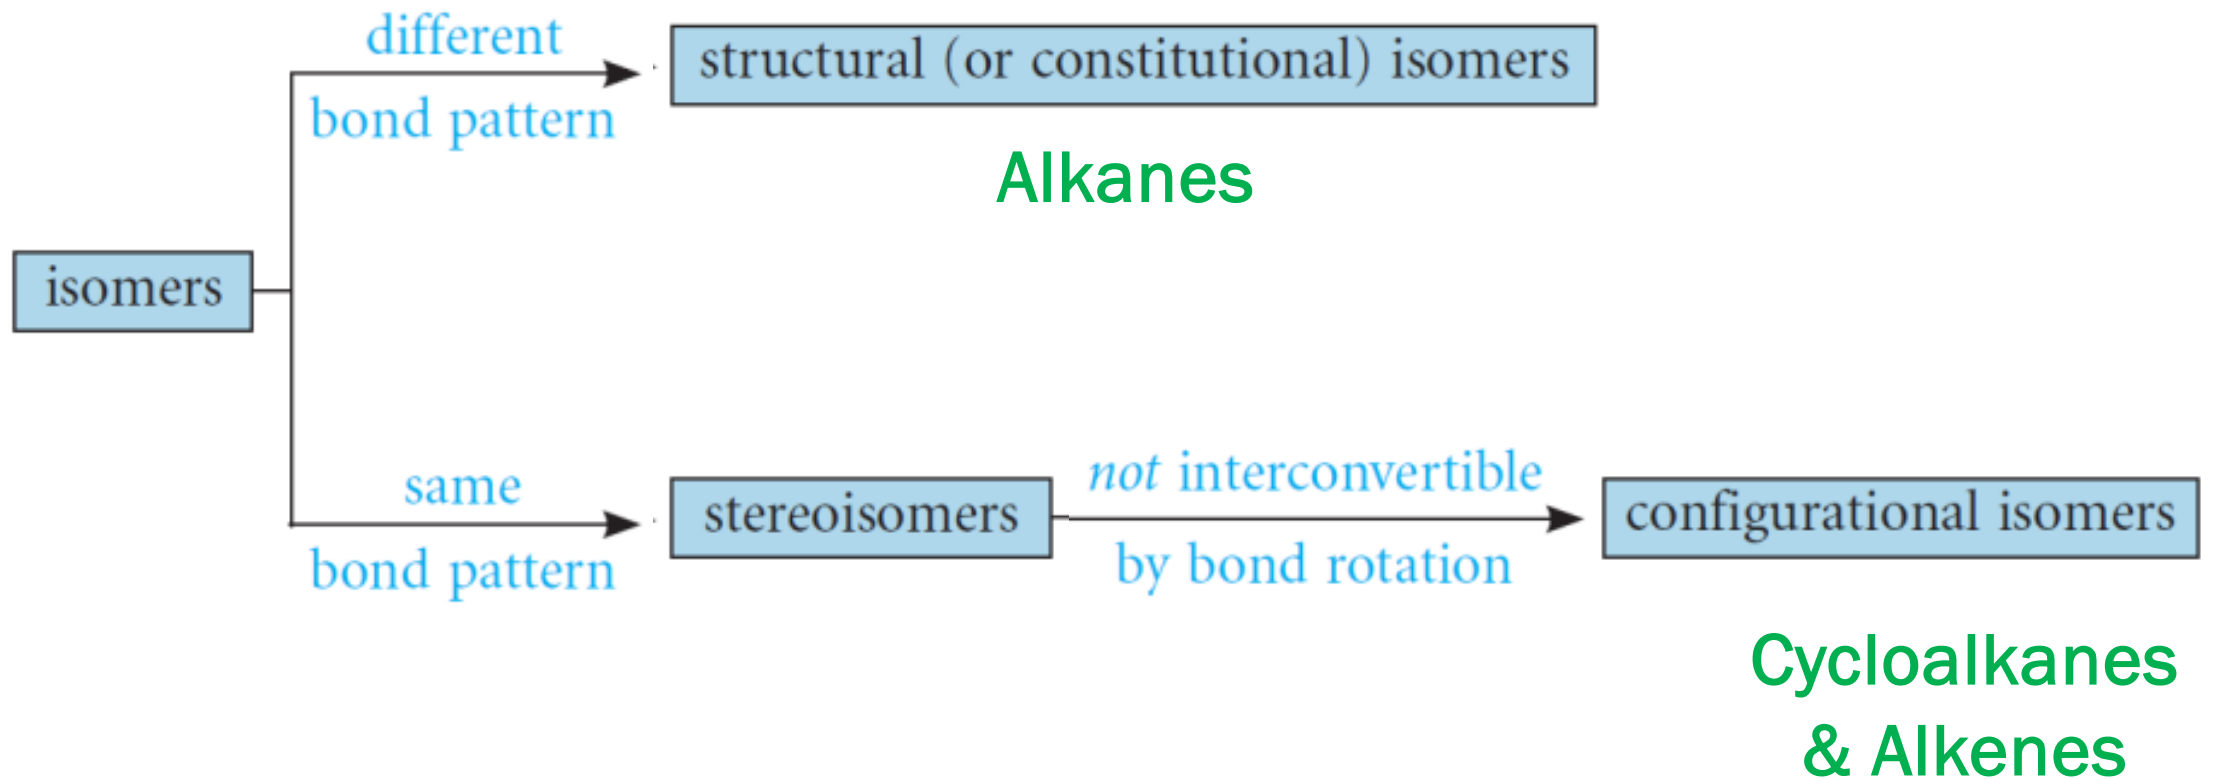 different
bond pattern
structural (or constitutional) isomers
Alkanes
isomers
same
bond pattern
stereoisomers
not interconvertible
by bond rotation
configurational isomers
Cycloalkanes
& Alkenes